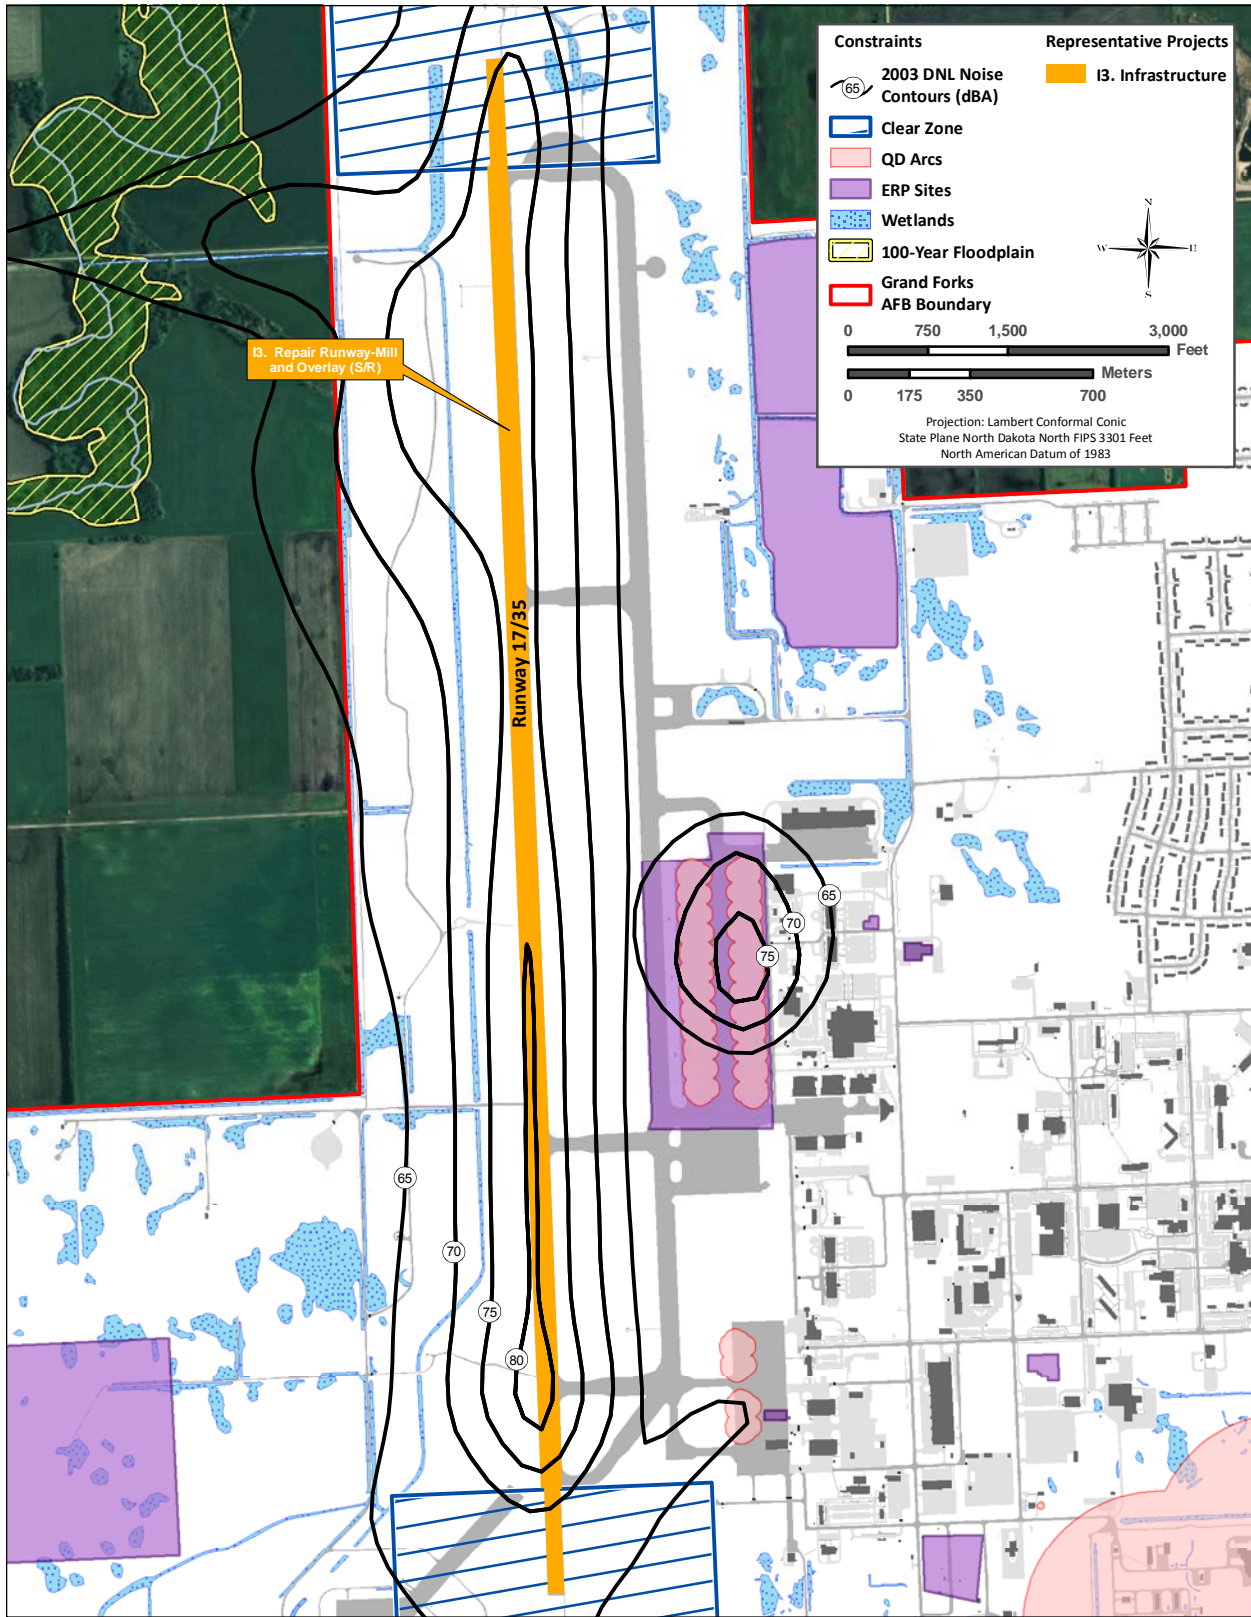 Constraints
65
2003 DNL Noise
Contours (dBA)
Clear Zone
QD Arcs
ERP Sites
Wetlands
100-Year Floodplain
Grand Forks
AFB Boundary
Representative Projects
I3. Infrastructure
N
W E
S
0 750 1,500 3,000
Feet
Meters
0 175 350 700
Projection: Lambert Conformal Conic
State Plane North Dakota North FIPS 3301 Feet
North American Datum of 1983
I3. Repair Runway-Mill
and Overlay (S/R)
Runway 17/35
65
70
75
65
70
75
80